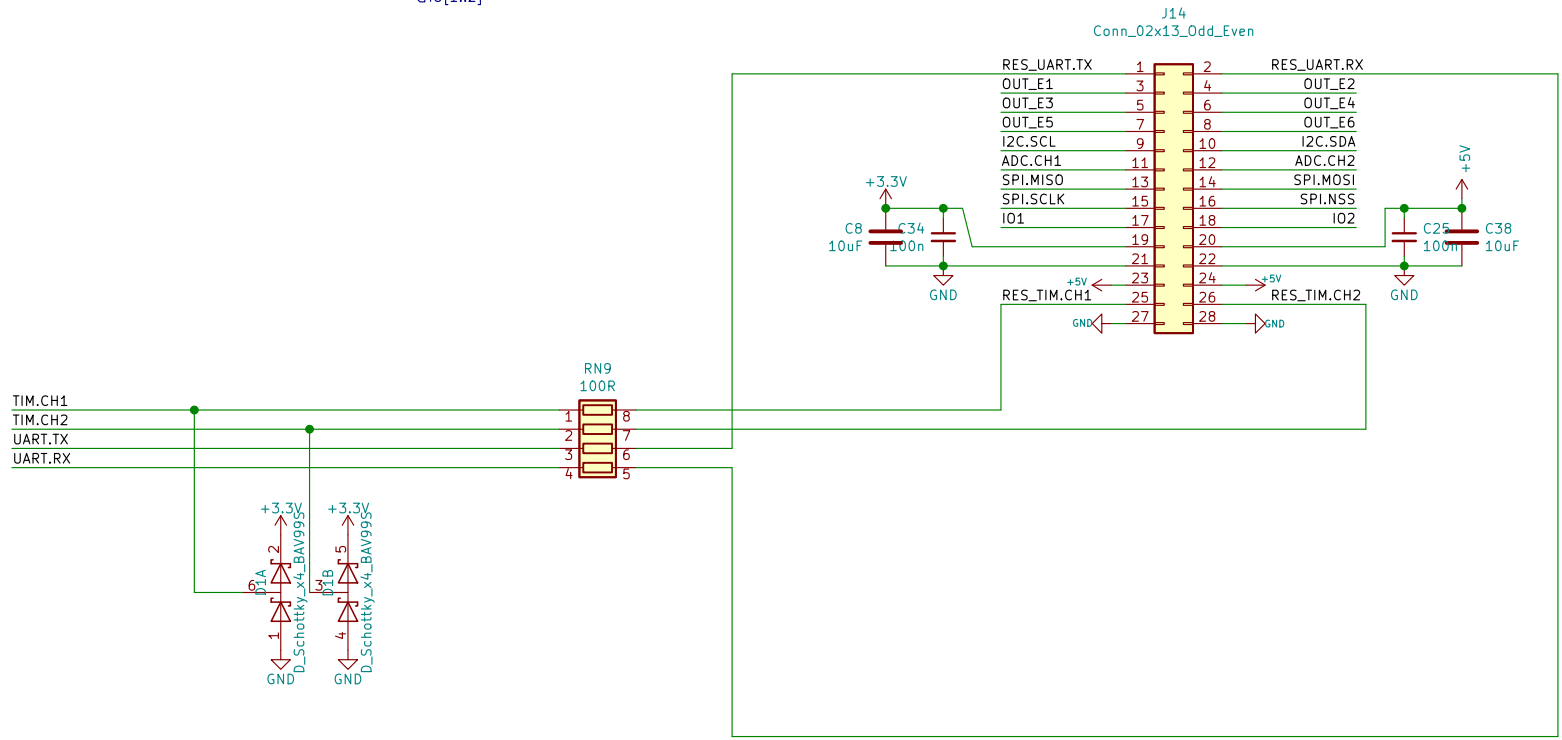 J14
Conn_02x13_Odd_Even
RES_UART.TX 1 2 RES_UART.RX
OUT_E1 3 4 OUT_E2
OUT_E3 5 6 OUT_E4
OUT_E5 7 8 OUT_E6
I2C.SCL 9 10 I2C.SDA
ADC.CH1 11 12 ADC.CH2
SPI.MISO 13 14 SPI.MOSI
SPI.SCLK 15 16 SPI.NSS
IO1 17 18 IO2
19 20
21 22
+5V 23 24 +5V
RES_TIM.CH1 25 26 RES_TIM.CH2
GND 27 28 GND
+3.3V
C8 C34
10uF 100n
GND
+5V
C25 C38
100n 10uF
GND
RN9
100R
TIM.CH1 1 8
TIM.CH2 2 7
UART.TX 3 6
UART.RX 4 5
+3.3V +3.3V
2
6
D1A
D_Schottky_x4_BAV99S
1
GND
5
3
D1B
D_Schottky_x4_BAV99S
4
GND